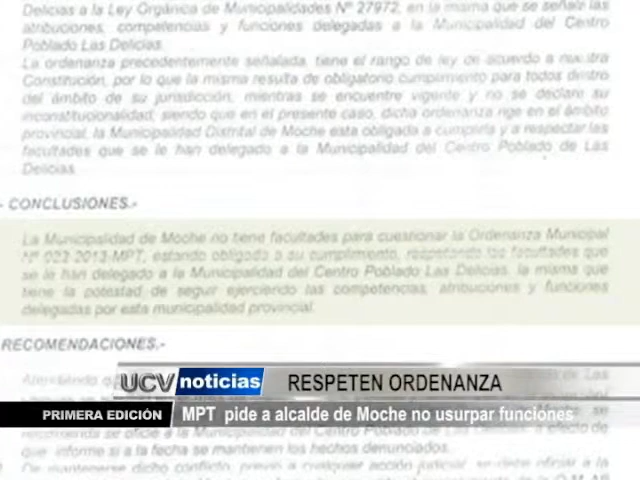 Delicias a la Ley Orgánica de Municipalidades Nº 27972, en la misma que se señala las
atribuciones, competencias y funciones delegadas a la Municipalidad del Centro
Poblado Las Delicias.
La ordenanza precedentemente señalada, tiene el rango de ley de acuerdo a nuestra
Constitución, por lo que la misma resulta de obligatorio cumplimiento para todos dentro
del ámbito de su jurisdicción, mientras se encuentre vigente y no se declare su
inconstitucionalidad, siendo que en el presente caso, dicha ordenanza rige en el ámbito
provincial, la Municipalidad Distrital de Moche esta obligada a cumplirla y a respectar las
facultades que se le han delegado a la Municipalidad del Centro Poblado de Las
Delicias.
- CONCLUSIONES.-
La Municipalidad de Moche no tiene facultades para cuestionar la Ordenanza Municipal
Nº 023-2013-MPT, estando obligada a su cumplimiento, respetando las facultades que
se le han delegado a la Municipalidad del Centro Poblado Las Delicias, la misma que
tiene la potestad de seguir ejerciendo las competencias, atribuciones y funciones
delegadas por esta municipalidad provincial.
RECOMENDACIONES.-
UCV noticias RESPETEN ORDENANZA
PRIMERA EDICIÓN MPT pide a alcalde de Moche no usurpar funciones
se oficie a la Municipalidad del Centro Poblado Las Delicias, a efecto de
que informe si a la fecha se mantienen los hechos denunciados.
De mantenerse dicho conflicto, previo a cualquier acción judicial, se debe oficiar a la